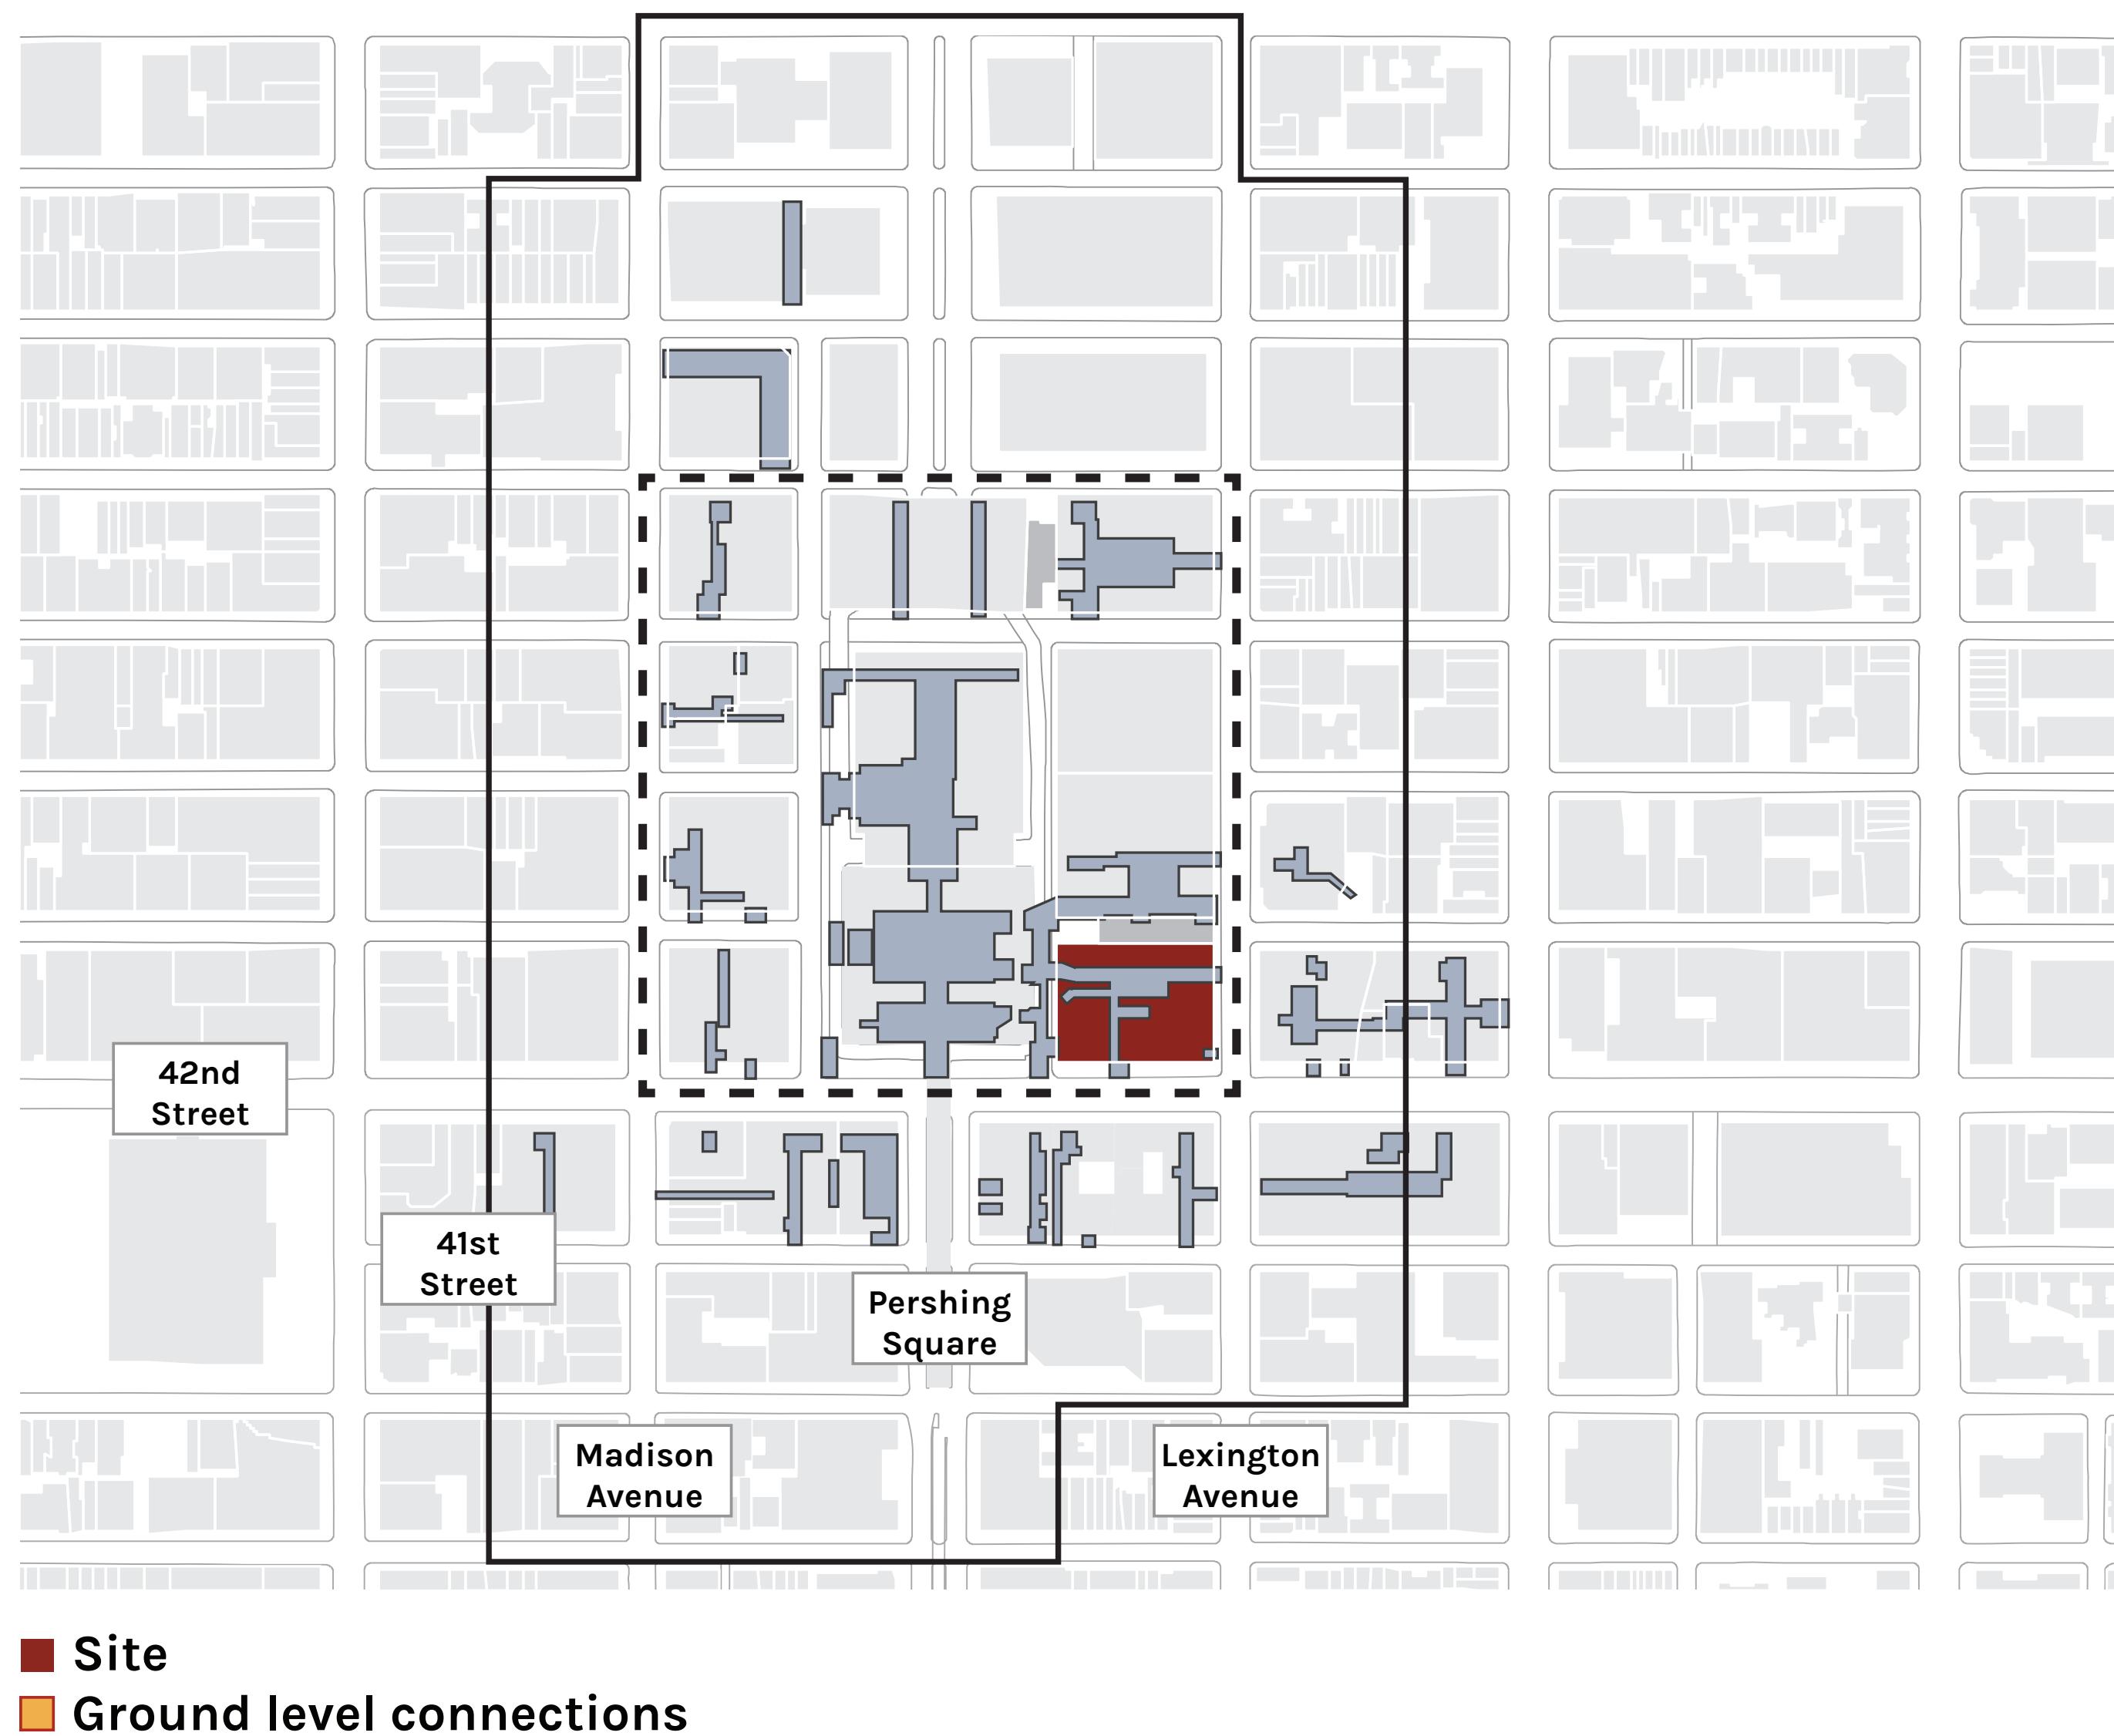 42nd
Street
41st
Street
Pershing
Square
Madison
Avenue
Lexington
Avenue
Site
Ground level connections